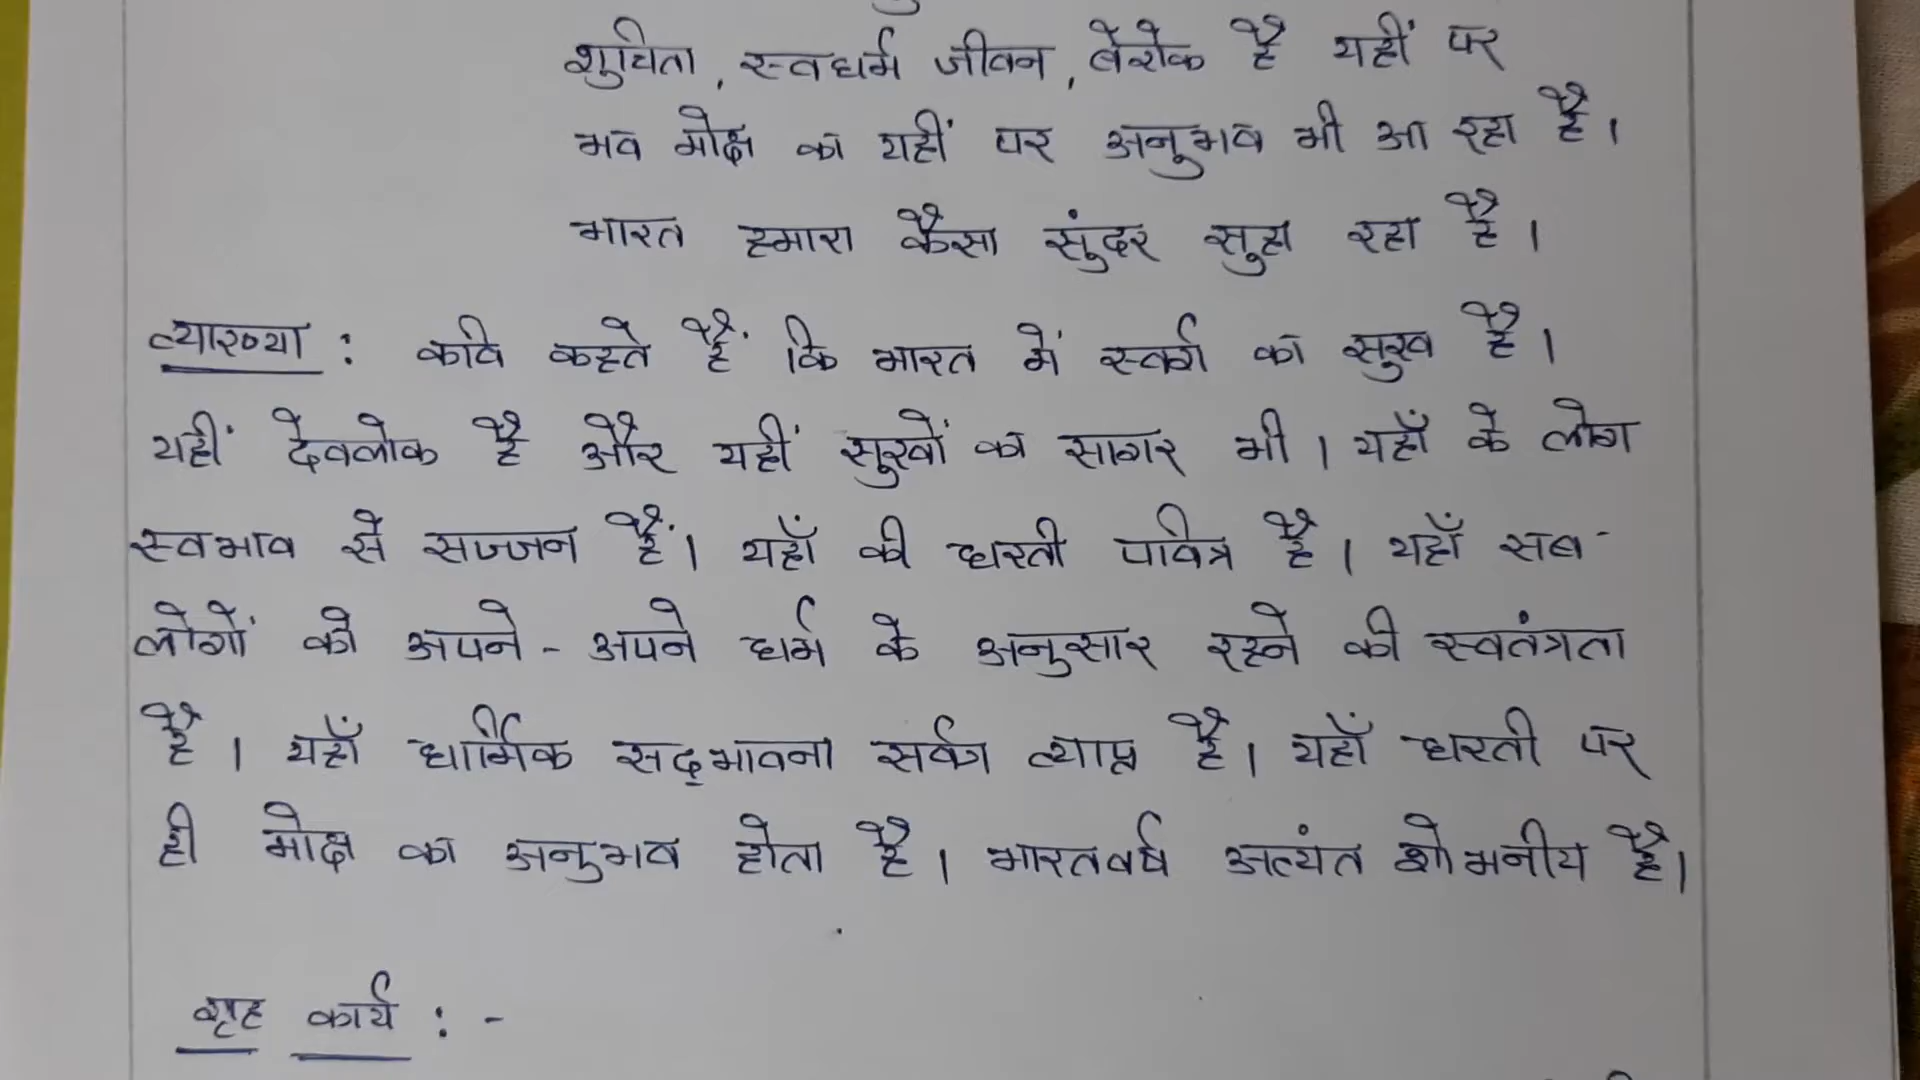 शुचिता, स्वधर्म जीवन, बेरोक है यहीं पर
भव मोक्ष का यहीं पर अनुभव भी आ रहा है।
भारत हमारा कैसा सुंदर सुहा रहा है।
व्याख्या : कवि कहते हैं कि भारत में स्वर्ग का सुख है।
यहीं देवलोक है और यहीं सुखों का सागर भी। यहाँ के लोग
स्वभाव से सज्जन हैं। यहाँ की धरती पवित्र है। यहाँ सब-
लोगों को अपने - अपने धर्म के अनुसार रहने की स्वतंत्रता
है। यहाँ धार्मिक सद्‌भावना सर्वत्र व्याप्त है। यहाँ धरती पर
ही मोक्ष का अनुभव होता है। भारतवर्ष अत्यंत शोभनीय है।
गृह कार्य : -